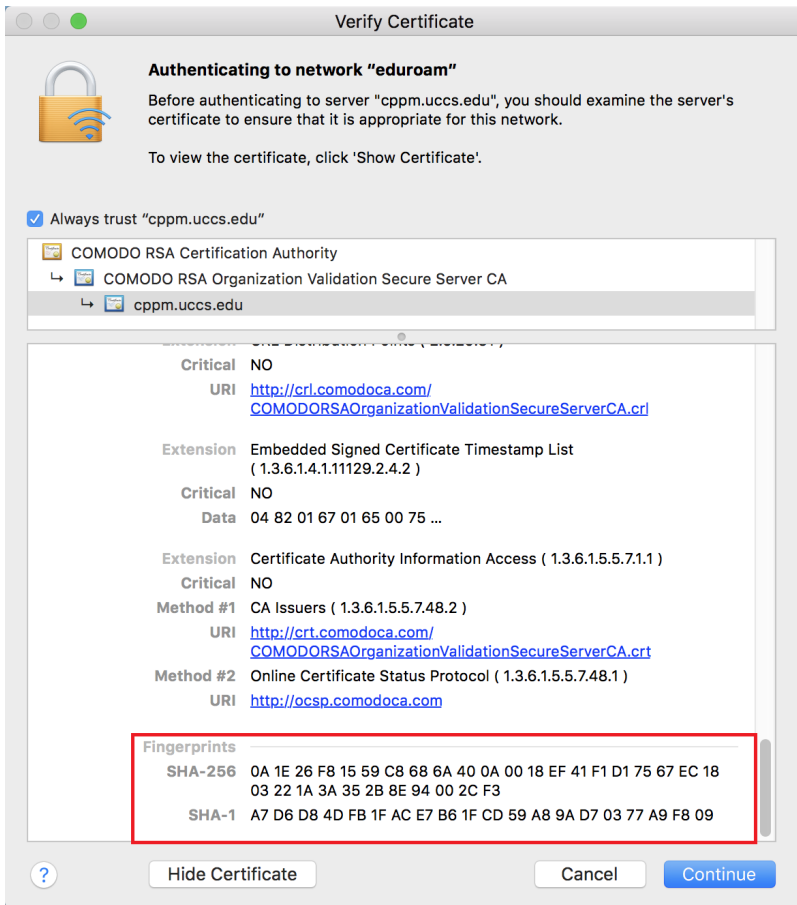 Verify Certificate
Authenticating to network “eduroam”
Before authenticating to server "cppm.uccs.edu", you should examine the server's
certificate to ensure that it is appropriate for this network.
To view the certificate, click 'Show Certificate'.
Always trust “cppm.uccs.edu”
COMODO RSA Certification Authority
COMODO RSA Organization Validation Secure Server CA
cppm.uccs.edu
Critical NO
URI http://crl.comodoca.com/
COMODORSAOrganizationValidationSecureServerCA.crl
Extension Embedded Signed Certificate Timestamp List
( 1.3.6.1.4.1.11129.2.4.2 )
Critical NO
Data 04 82 01 67 01 65 00 75 ...
Extension Certificate Authority Information Access ( 1.3.6.1.5.5.7.1.1 )
Critical NO
Method #1 CA Issuers ( 1.3.6.1.5.5.7.48.2 )
URI http://crt.comodoca.com/
COMODORSAOrganizationValidationSecureServerCA.crt
Method #2 Online Certificate Status Protocol ( 1.3.6.1.5.5.7.48.1 )
URI http://ocsp.comodoca.com
Fingerprints
SHA-256 0A 1E 26 F8 15 59 C8 68 6A 40 0A 00 18 EF 41 F1 D1 75 67 EC 18
03 22 1A 3A 35 2B 8E 94 00 2C F3
SHA-1 A7 D6 D8 4D FB 1F AC E7 B6 1F CD 59 A8 9A D7 03 77 A9 F8 09
? Hide Certificate Cancel Continue